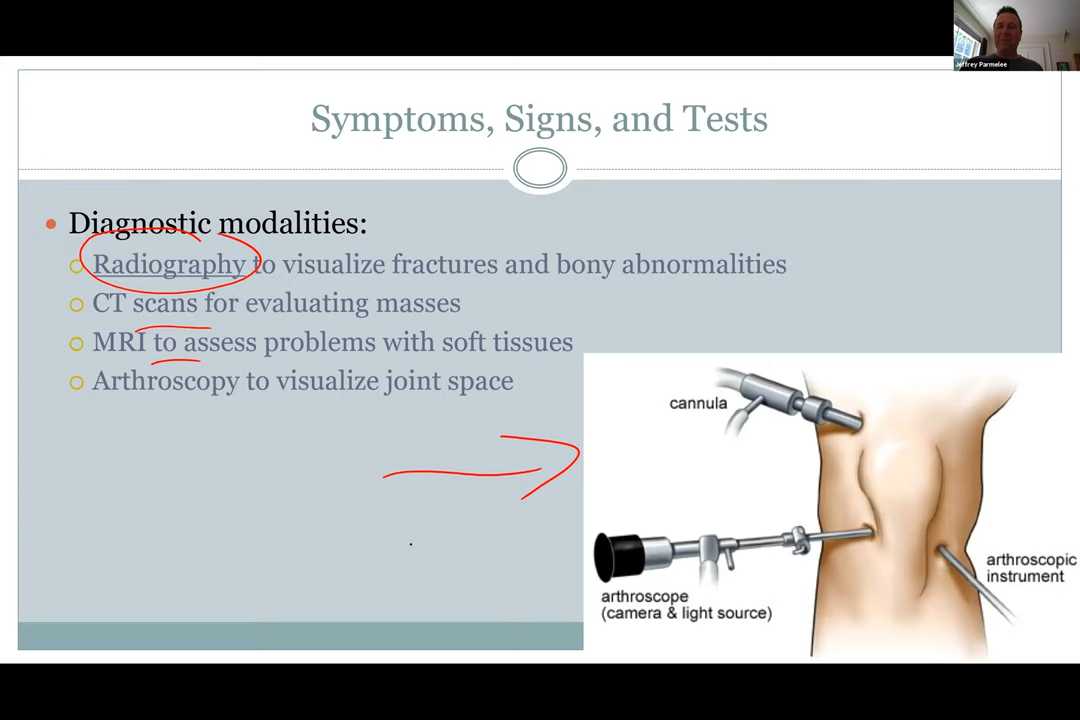 Jeffrey Parmelee
Symptoms, Signs, and Tests
Diagnostic modalities:
Radiography to visualize fractures and bony abnormalities
CT scans for evaluating masses
MRI to assess problems with soft tissues
Arthroscopy to visualize joint space
cannula
arthroscope
(camera & light source)
arthroscopic
instrument